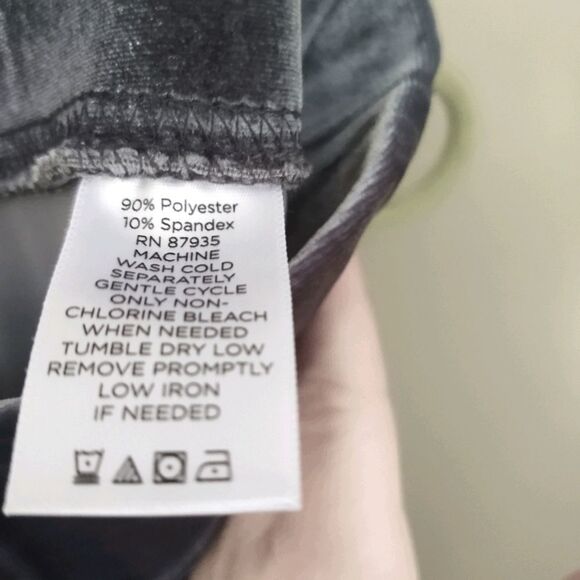 90% Polyester
10% Spandex
RN 87935
MACHINE
WASH COLD
SEPARATELY
GENTLE CYCLE
ONLY NON-
CHLORINE BLEACH
WHEN NEEDED
TUMBLE DRY LOW
REMOVE PROMPTLY
LOW IRON
IF NEEDED